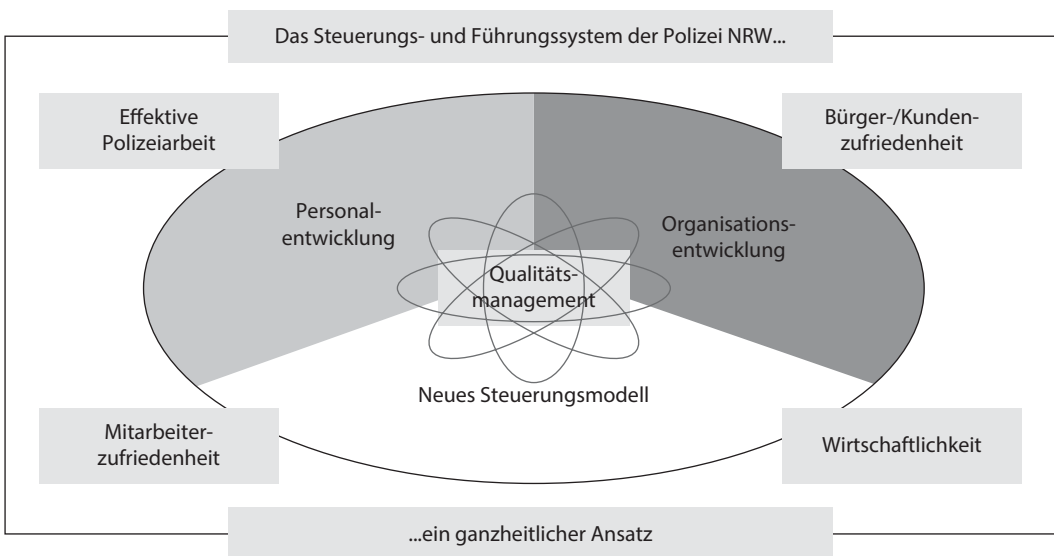 Das Steuerungs- und Führungssystem der Polizei NRW...
Effektive
Polizeiarbeit
Bürger-/Kunden-
zufriedenheit
Personal-
entwicklung
Organisations-
entwicklung
Qualitäts-
management
Neues Steuerungsmodell
Mitarbeiter-
zufriedenheit
Wirtschaftlichkeit
...ein ganzheitlicher Ansatz